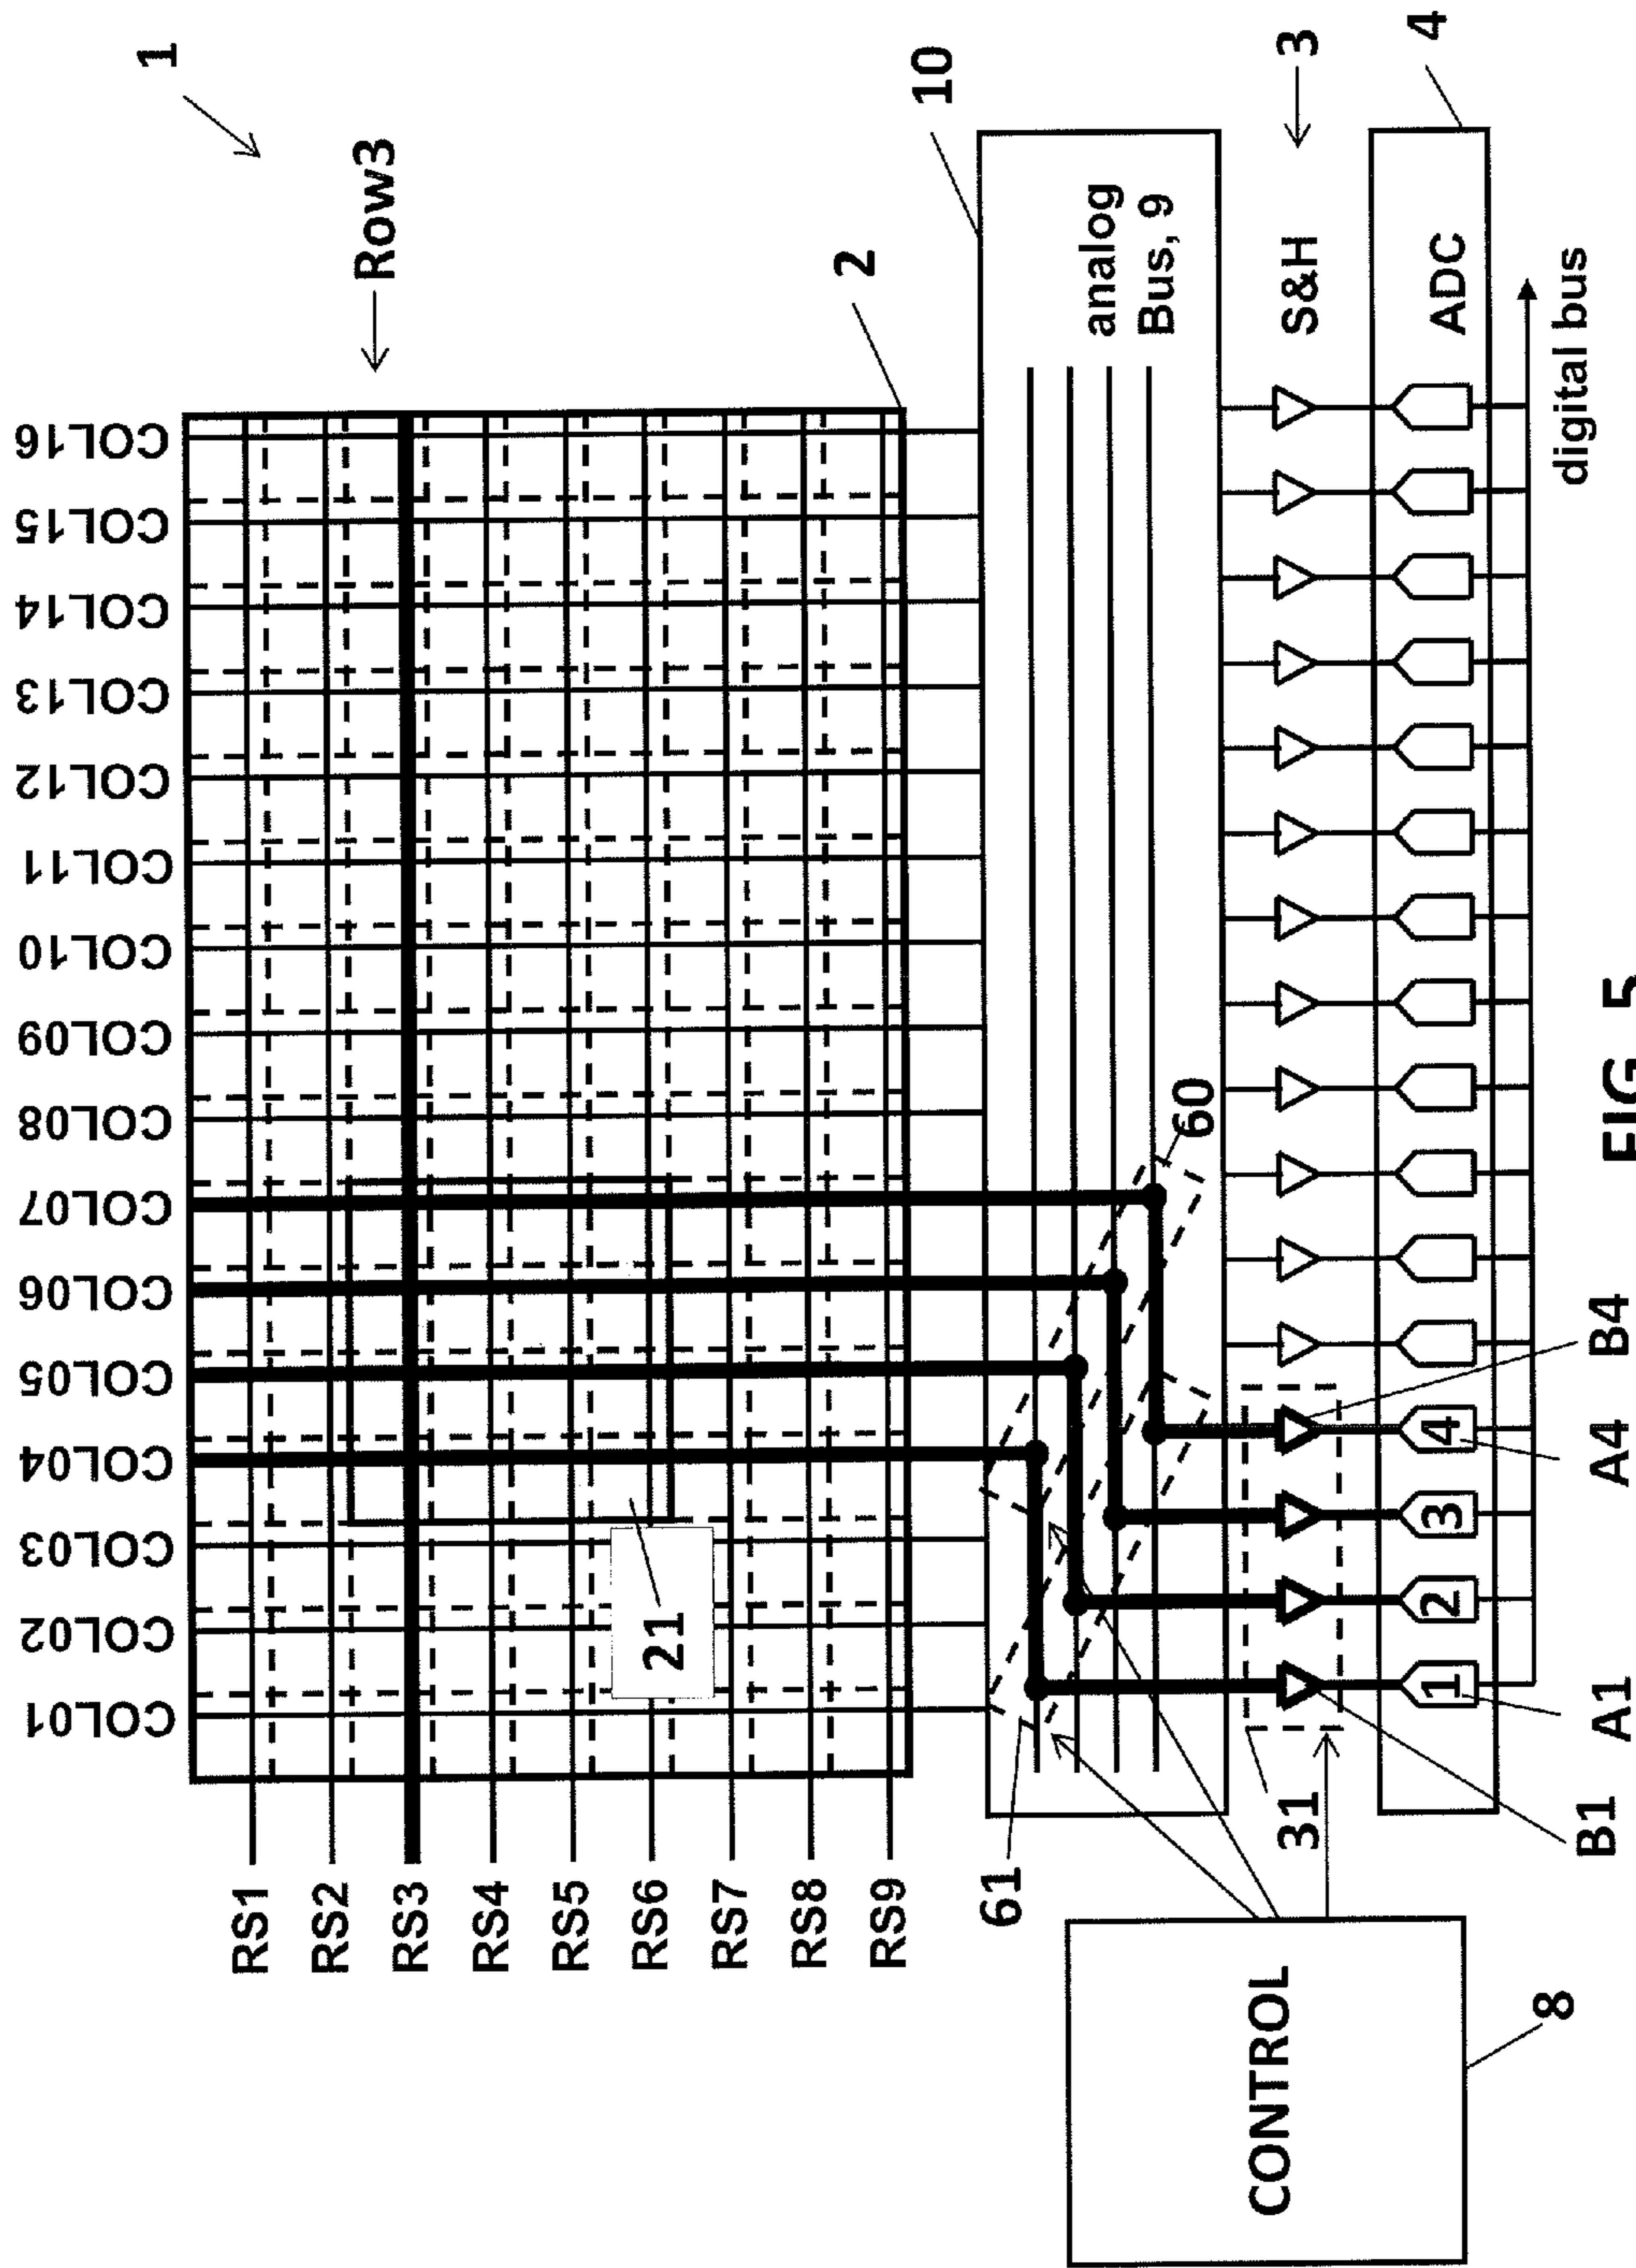 1
Row3
2
10
3
4
COL16
COL15
COL14
COL13
COL12
COL11
COL10
COL09
COL08
COL07
COL06
COL05
COL04
COL03
COL02
COL01
RS1
RS2
RS3
RS4
RS5
RS6
RS7
RS8
RS9
21
analog
Bus, 9
S&H
ADC
digital bus
60
61
31
1
2
3
4
B1
A1
A4
B4
CONTROL
8
FIG. 5